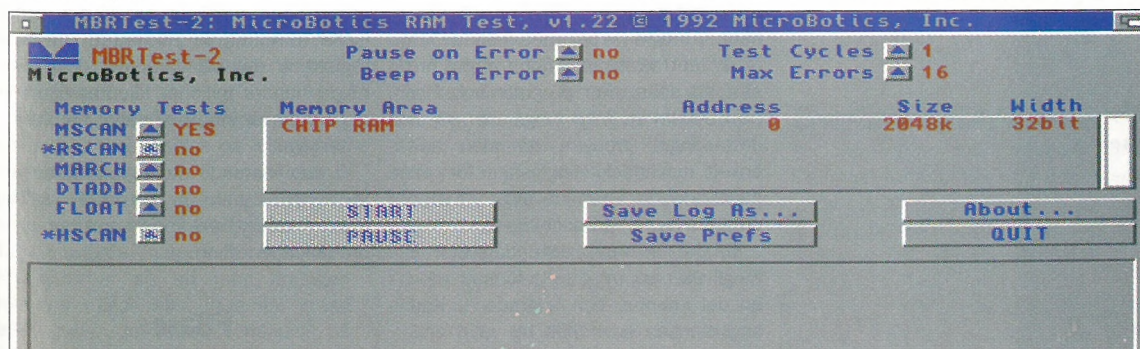 MBRTest-2: MicroBotics RAM Test, v1.22 © 1992 MicroBotics, Inc.
MBRTest-2
MicroBotics, Inc.
Pause on Error no
Beep on Error no
Test Cycles 1
Max Errors 16
Memory Tests
MSCAN YES
*RSCAN no
MARCH no
DTADD no
FLOAT no
*HSCAN no
Memory Area Address Size Width
CHIP RAM 0 2048k 32bit
START Save Log As... About...
PAUSE Save Prefs QUIT